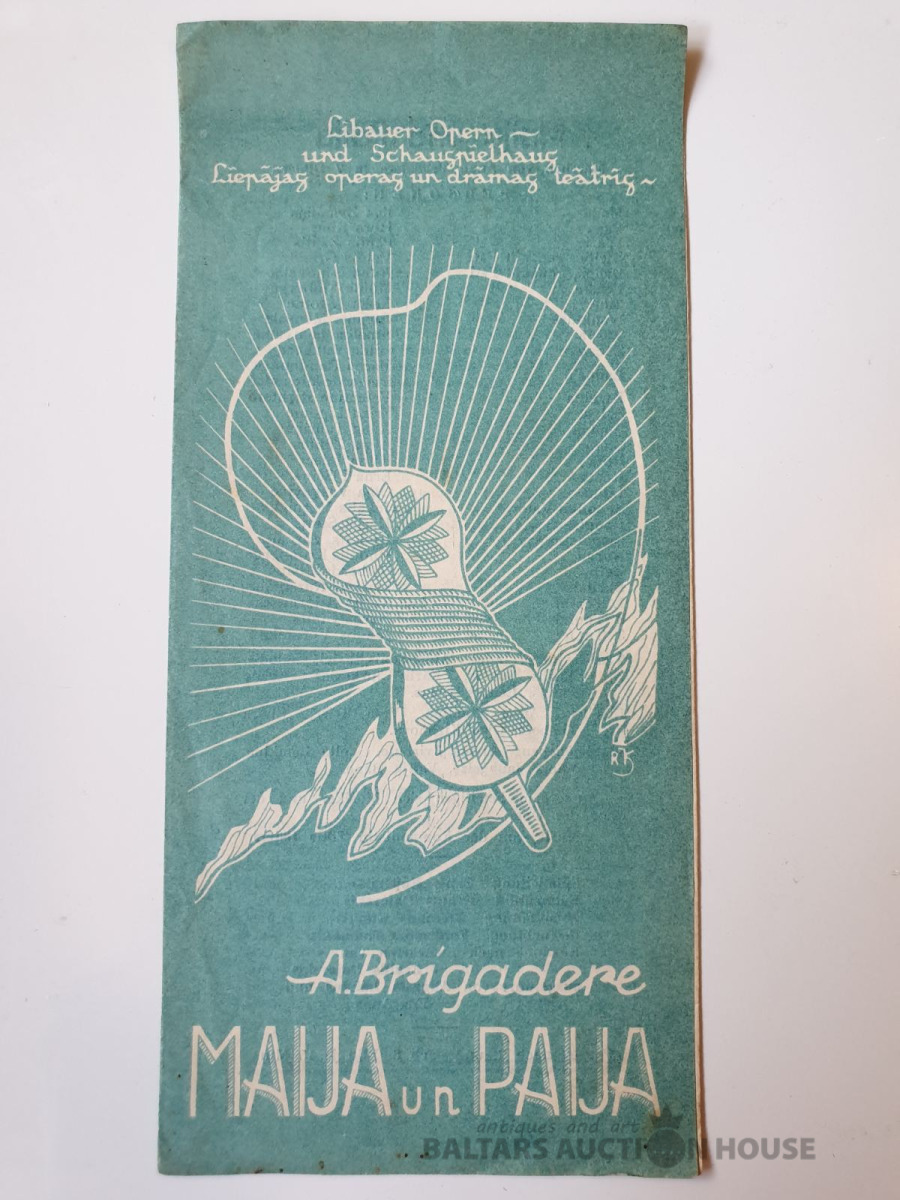 Libauer Opern ~
und Schauspielhaus
Liepājas operas un drāmas teātris ~
RK
A. Brigadere
MAIJA un PAIJA
antiques and art
BALTARS AUCTION HOUSE